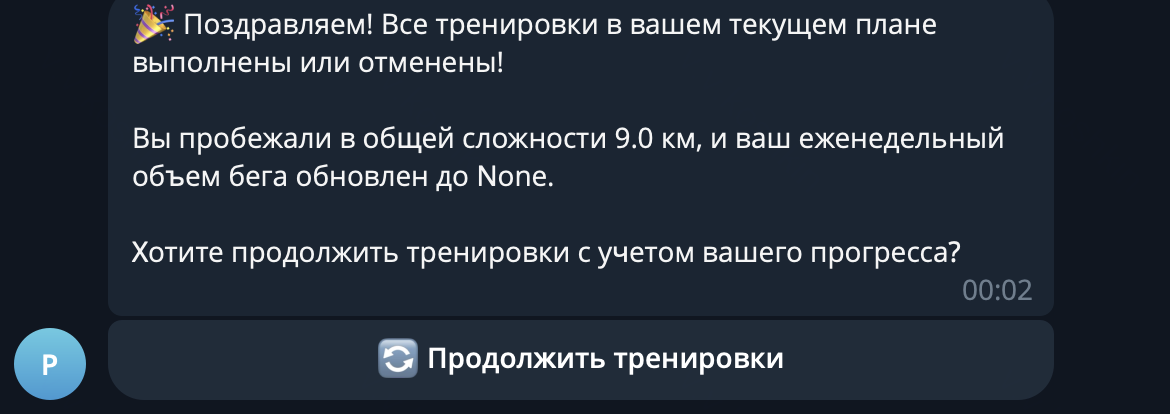 🎉 Поздравляем! Все тренировки в вашем текущем плане
выполнены или отменены!
Вы пробежали в общей сложности 9.0 км, и ваш еженедельный
объем бега обновлен до None.
Хотите продолжить тренировки с учетом вашего прогресса?
00:02
P
🔄 Продолжить тренировки